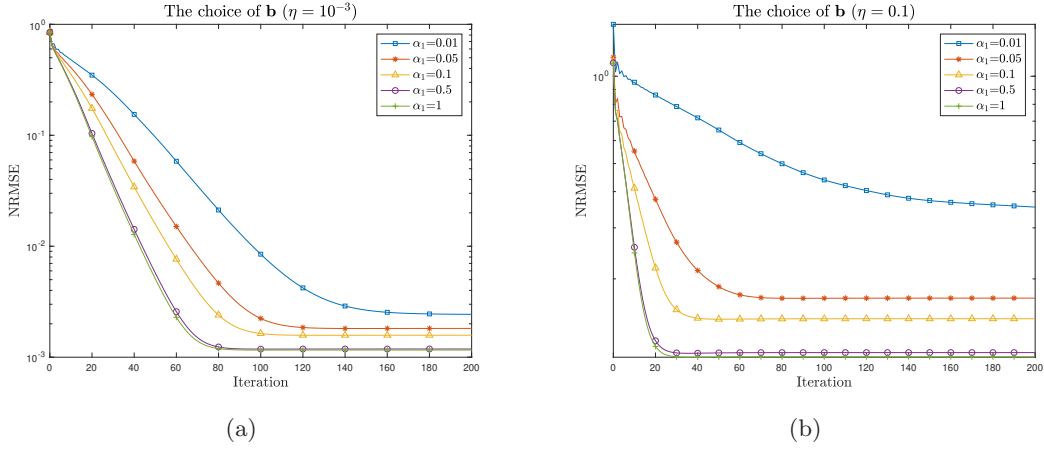 The choice of b (η = 10⁻³)
NRMSE
10⁰
10⁻¹
10⁻²
10⁻³
α₁=0.01
α₁=0.05
α₁=0.1
α₁=0.5
α₁=1
0 20 40 60 80 100 120 140 160 180 200
Iteration
(a)
The choice of b (η = 0.1)
NRMSE
10⁰
α₁=0.01
α₁=0.05
α₁=0.1
α₁=0.5
α₁=1
0 20 40 60 80 100 120 140 160 180 200
Iteration
(b)